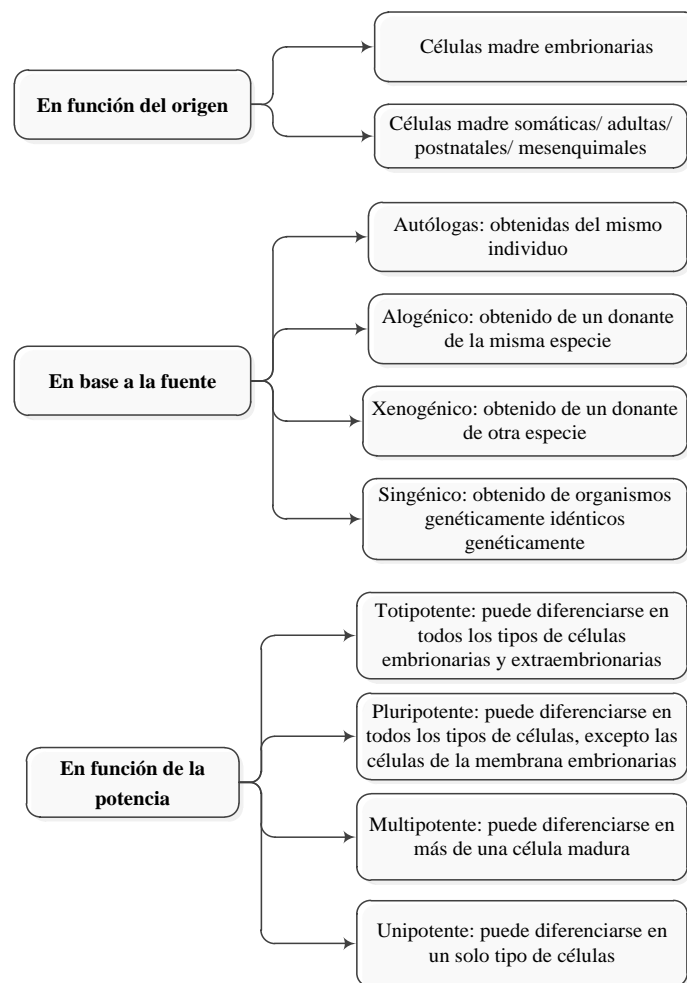 En función del origen
Células madre embrionarias
Células madre somáticas/ adultas/
postnatales/ mesenquimales
En base a la fuente
Autólogas: obtenidas del mismo
individuo
Alogénico: obtenido de un donante
de la misma especie
Xenogénico: obtenido de un donante
de otra especie
Singénico: obtenido de organismos
genéticamente idénticos
genéticamente
En función de la
potencia
Totipotente: puede diferenciarse en
todos los tipos de células
embrionarias y extraembrionarias
Pluripotente: puede diferenciarse en
todos los tipos de células, excepto las
células de la membrana embrionarias
Multipotente: puede diferenciarse en
más de una célula madura
Unipotente: puede diferenciarse en
un solo tipo de células